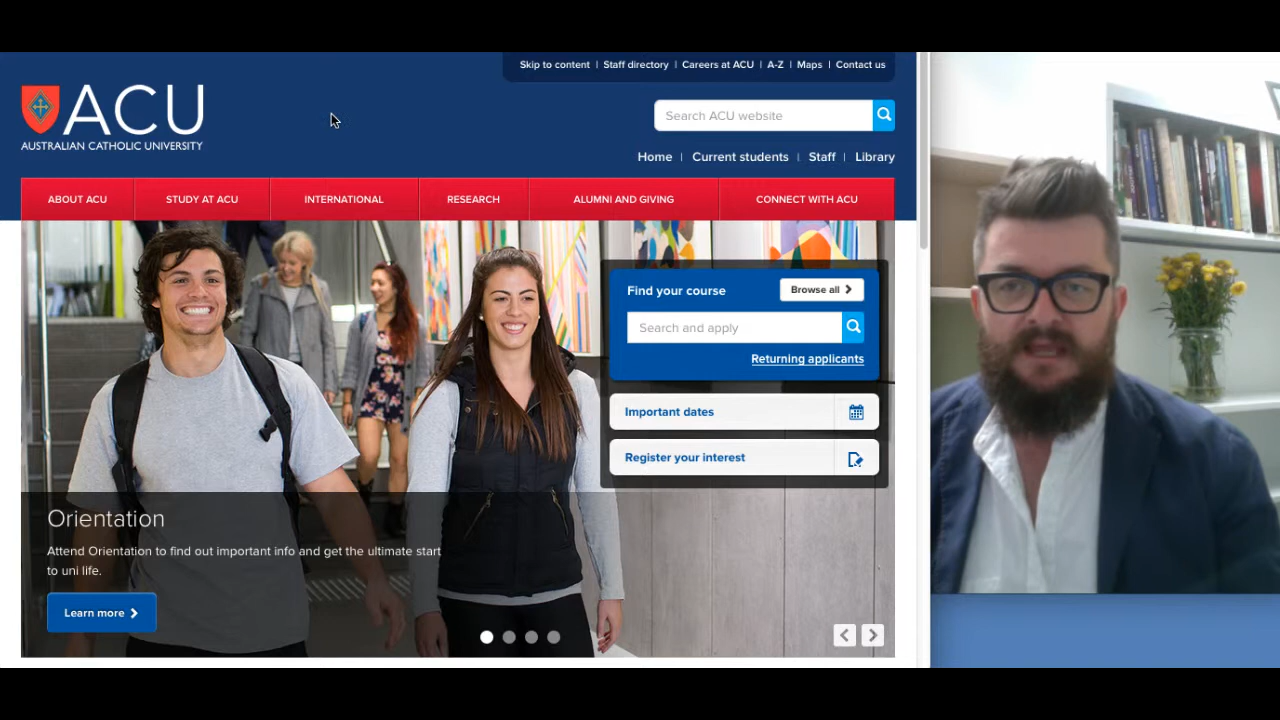 Skip to content | Staff directory | Careers at ACU | A-Z | Maps | Contact us
ACU
AUSTRALIAN CATHOLIC UNIVERSITY
Search ACU website
Home | Current students | Staff | Library
ABOUT ACU STUDY AT ACU INTERNATIONAL RESEARCH ALUMNI AND GIVING CONNECT WITH ACU
Find your course
Browse all
Search and apply
Returning applicants
Important dates
Register your interest
Orientation
Attend Orientation to find out important info and get the ultimate start
to uni life.
Learn more